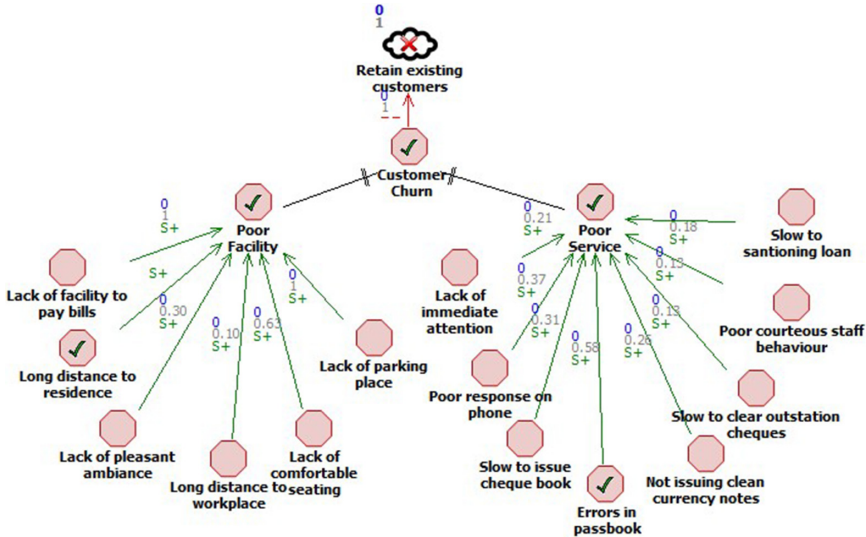 0
1
Retain existing
customers
0
1
--
Customer
Churn
Poor
Facility
Poor
Service
0
1
S+
S+
0
0.30
S+
0
0.10
S+
0
0.63
S+
0
1
S+
0
0.21
S+
0
0.37
S+
0
0.31
S+
0
0.58
S+
0
0.26
S+
0
0.13
S+
0
0.13
S+
0
0.18
S+
Lack of facility to
pay bills
Long distance to
residence
Lack of pleasant
ambiance
Long distance to
workplace
Lack of
comfortable
seating
Lack of parking
place
Lack of
immediate
attention
Poor response on
phone
Slow to issue
cheque book
Errors in
passbook
Not issuing clean
currency notes
Slow to clear outstation
cheques
Poor courteous staff
behaviour
Slow to
santioning loan